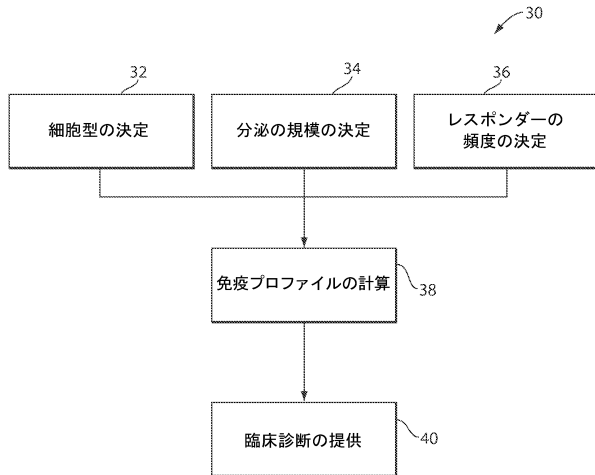 30
32
34
36
細胞型の決定
分泌の規模の決定
レスポンダーの
頻度の決定
免疫プロファイルの計算
38
臨床診断の提供
40